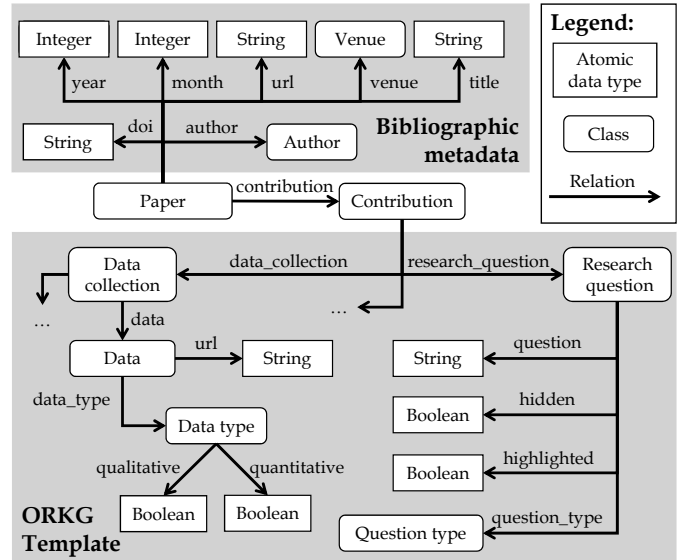 Integer Integer String Venue String
year month url venue title
String doi author Author
Bibliographic
metadata
Legend:
Atomic
data type
Class
Relation
Paper contribution Contribution
Data
collection
data_collection research_question
Research
question
...
...
data
Data url String
data_type
Data type
qualitative quantitative
Boolean Boolean
question
String
hidden
Boolean
highlighted
Boolean
question_type
Question type
ORKG
Template